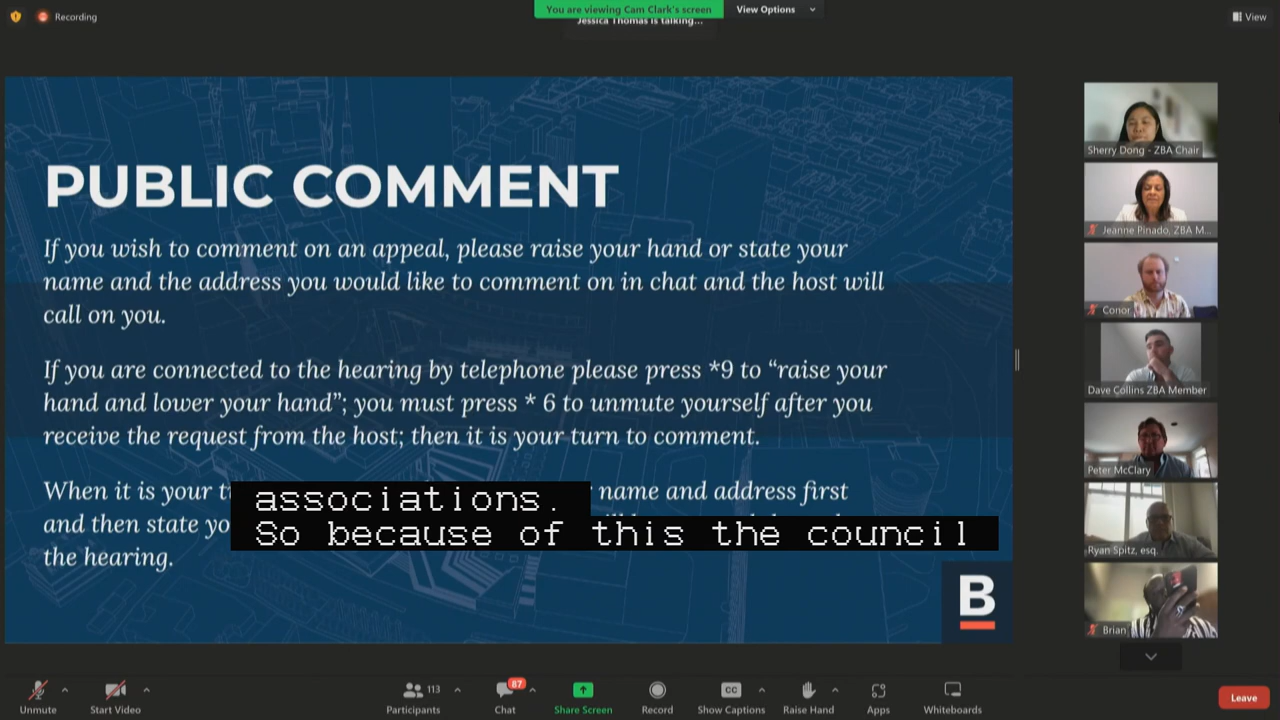 Recording
You are viewing Cam Clark's screen
View Options
Jessica Thomas is talking...
View
PUBLIC COMMENT
If you wish to comment on an appeal, please raise your hand or state your
name and the address you would like to comment on in chat and the host will
call on you.
If you are connected to the hearing by telephone please press *9 to “raise your
hand and lower your hand”; you must press * 6 to unmute yourself after you
receive the request from the host; then it is your turn to comment.
When it is your name and address first
and then state
the hearing.
associations.
So because of this the council
B
Sherry Dong - ZBA Chair
Jeanne Pinado, ZBA M...
Conor
Dave Collins ZBA Member
Peter McClary
Ryan Spitz, esq.
Brian
Unmute
Start Video
113
Participants
87
Chat
Share Screen
Record
CC
Show Captions
Raise Hand
Apps
Whiteboards
Leave